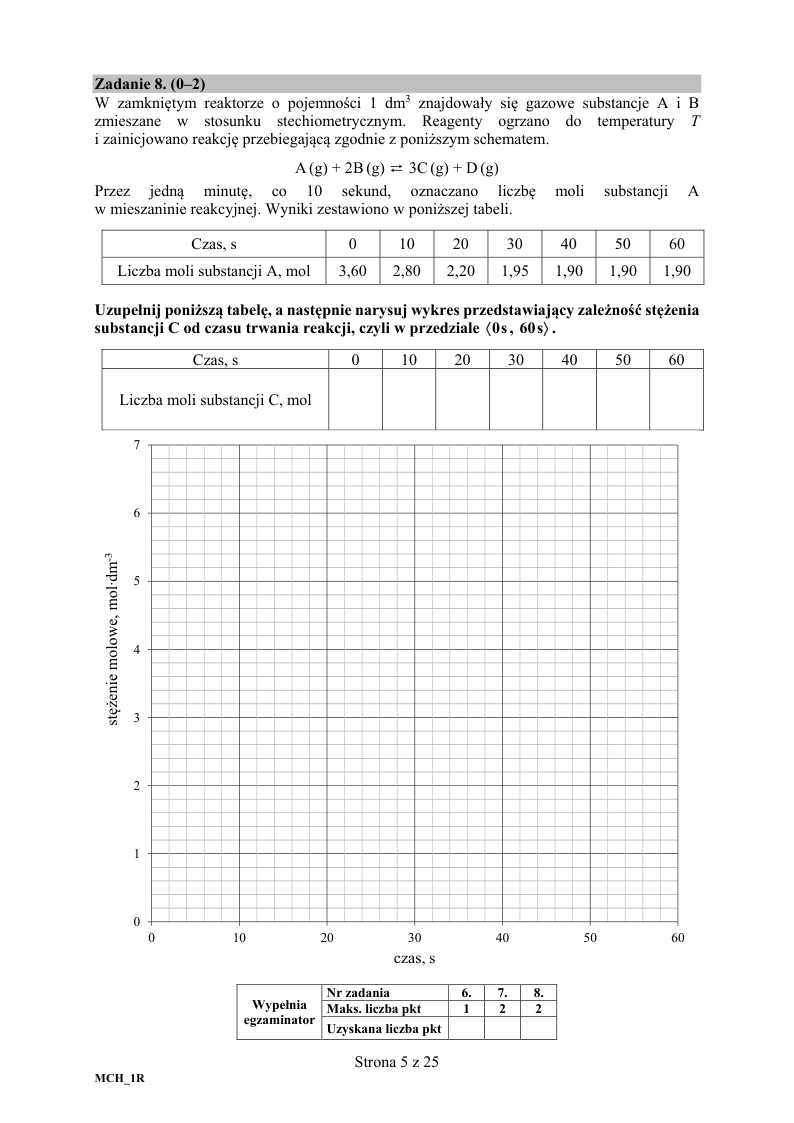 Zadanie 8. (0–2)
W zamkniętym reaktorze o pojemności 1 dm³ znajdowały się gazowe substancje A i B
zmieszane w stosunku stechiometrycznym. Reagenty ogrzano do temperatury T
i zainicjowano reakcję przebiegającą zgodnie z poniższym schematem.
A (g) + 2B (g) ⇄ 3C (g) + D (g)
Przez jedną minutę, co 10 sekund, oznaczano liczbę moli substancji A
w mieszaninie reakcyjnej. Wyniki zestawiono w poniższej tabeli.
Czas, s 0 10 20 30 40 50 60
Liczba moli substancji A, mol 3,60 2,80 2,20 1,95 1,90 1,90 1,90
Uzupełnij poniższą tabelę, a następnie narysuj wykres przedstawiający zależność stężenia
substancji C od czasu trwania reakcji, czyli w przedziale ⟨0 s , 60 s⟩ .
Czas, s 0 10 20 30 40 50 60
Liczba moli substancji C, mol
7
6
5
4
3
2
1
0
stężenie molowe, mol·dm⁻³
0 10 20 30 40 50 60
czas, s
Wypełnia
egzaminator
Nr zadania 6. 7. 8.
Maks. liczba pkt 1 2 2
Uzyskana liczba pkt
Strona 5 z 25
MCH_1R